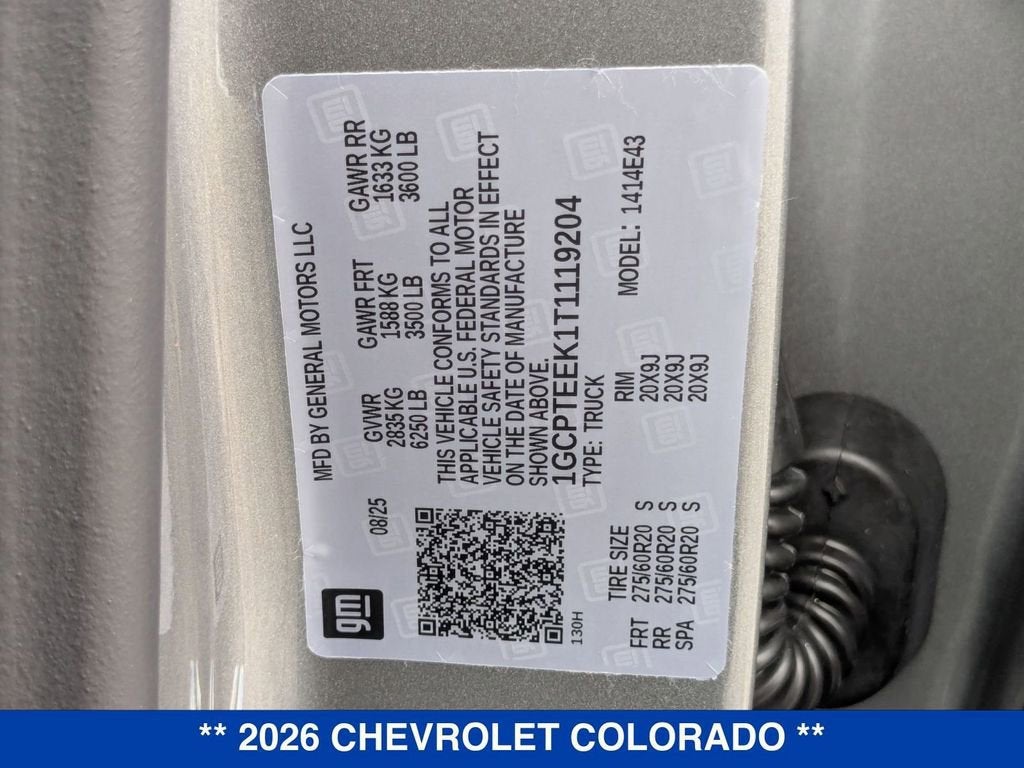 gm
08/25
MFD BY GENERAL MOTORS LLC
GVWR GAWR FRT GAWR RR
2835 KG 1588 KG 1633 KG
6250 LB 3500 LB 3600 LB
THIS VEHICLE CONFORMS TO ALL
APPLICABLE U.S. FEDERAL MOTOR
VEHICLE SAFETY STANDARDS IN EFFECT
ON THE DATE OF MANUFACTURE
SHOWN ABOVE.
1GCPTEEK1T1119204
TYPE: TRUCK
130H
MODEL: 1414E43
TIRE SIZE RIM
FRT 275/60R20 S 20X9J
RR 275/60R20 S 20X9J
SPA 275/60R20 S 20X9J
** 2026 CHEVROLET COLORADO **